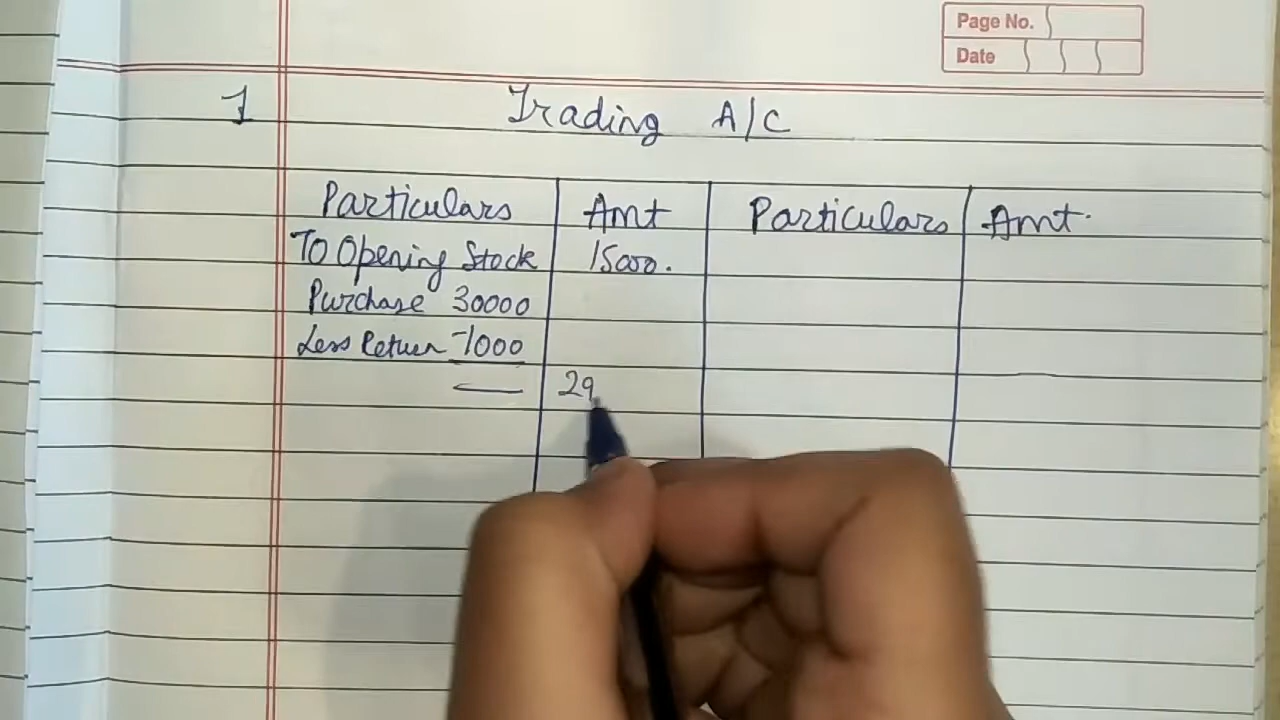 Page No.
Date
1 Trading A/C
Particulars Amt Particulars Amt.
To Opening Stock 15000.
Purchase 30000
Less Return -1000
29